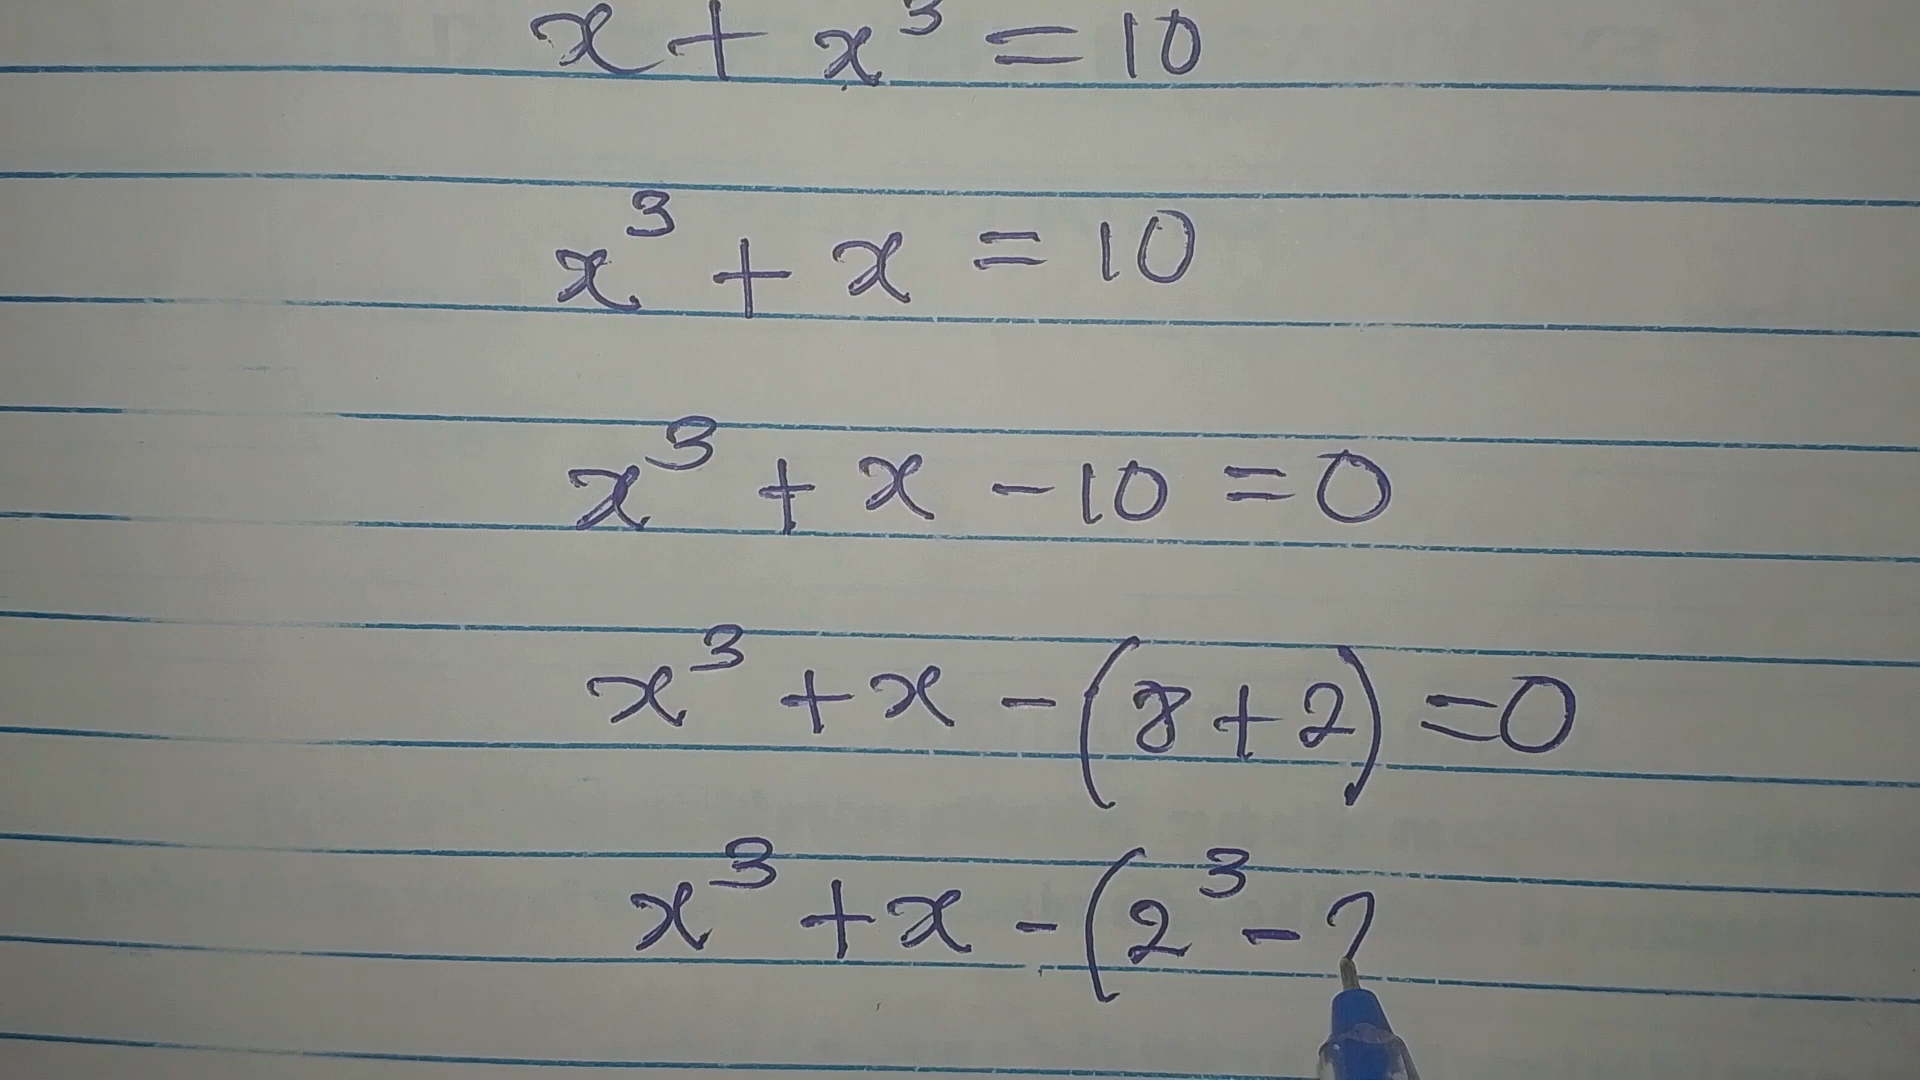 x + x³ = 10
x³ + x = 10
x³ + x - 10 = 0
x³ + x - (8 + 2) = 0
x³ + x - (2³ - 2